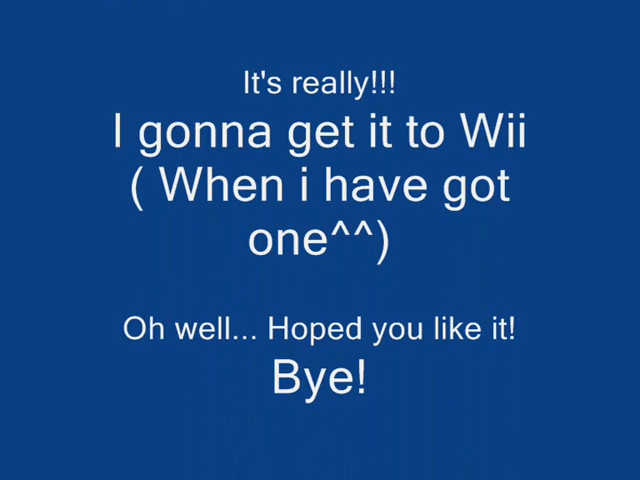 It's really!!!
I gonna get it to Wii
( When i have got
one^^)
Oh well... Hoped you like it!
Bye!